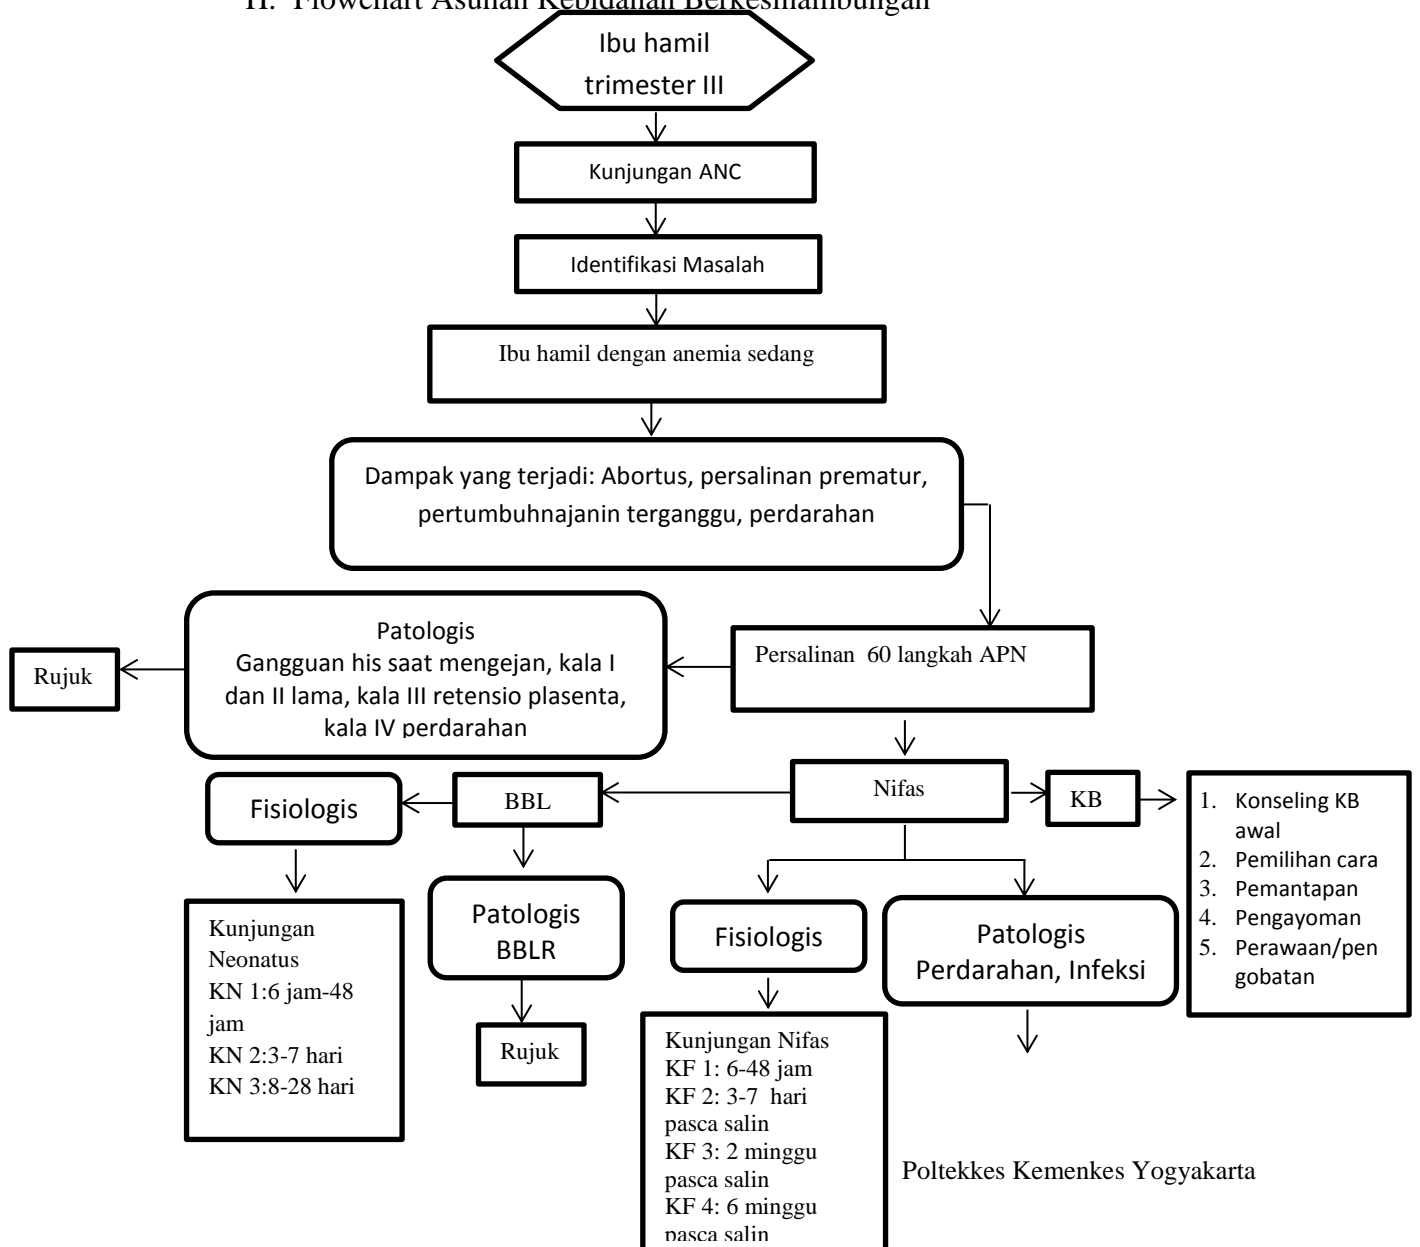 H. Flowchart Asuhan Kebidanan Berkesinambungan
Ibu hamil
trimester III
Kunjungan ANC
Identifikasi Masalah
Ibu hamil dengan anemia sedang
Dampak yang terjadi: Abortus, persalinan prematur,
pertumbuhnajanin terganggu, perdarahan
Patologis
Gangguan his saat mengejan, kala I
dan II lama, kala III retensio plasenta,
kala IV perdarahan
Rujuk
Persalinan 60 langkah APN
Fisiologis
BBL
Nifas
KB
1. Konseling KB
awal
2. Pemilihan cara
3. Pemantapan
4. Pengayoman
5. Perawaan/pen
gobatan
Kunjungan
Neonatus
KN 1:6 jam-48
jam
KN 2:3-7 hari
KN 3:8-28 hari
Patologis
BBLR
Rujuk
Fisiologis
Patologis
Perdarahan, Infeksi
Kunjungan Nifas
KF 1: 6-48 jam
KF 2: 3-7 hari
pasca salin
KF 3: 2 minggu
pasca salin
KF 4: 6 minggu
pasca salin
Poltekkes Kemenkes Yogyakarta